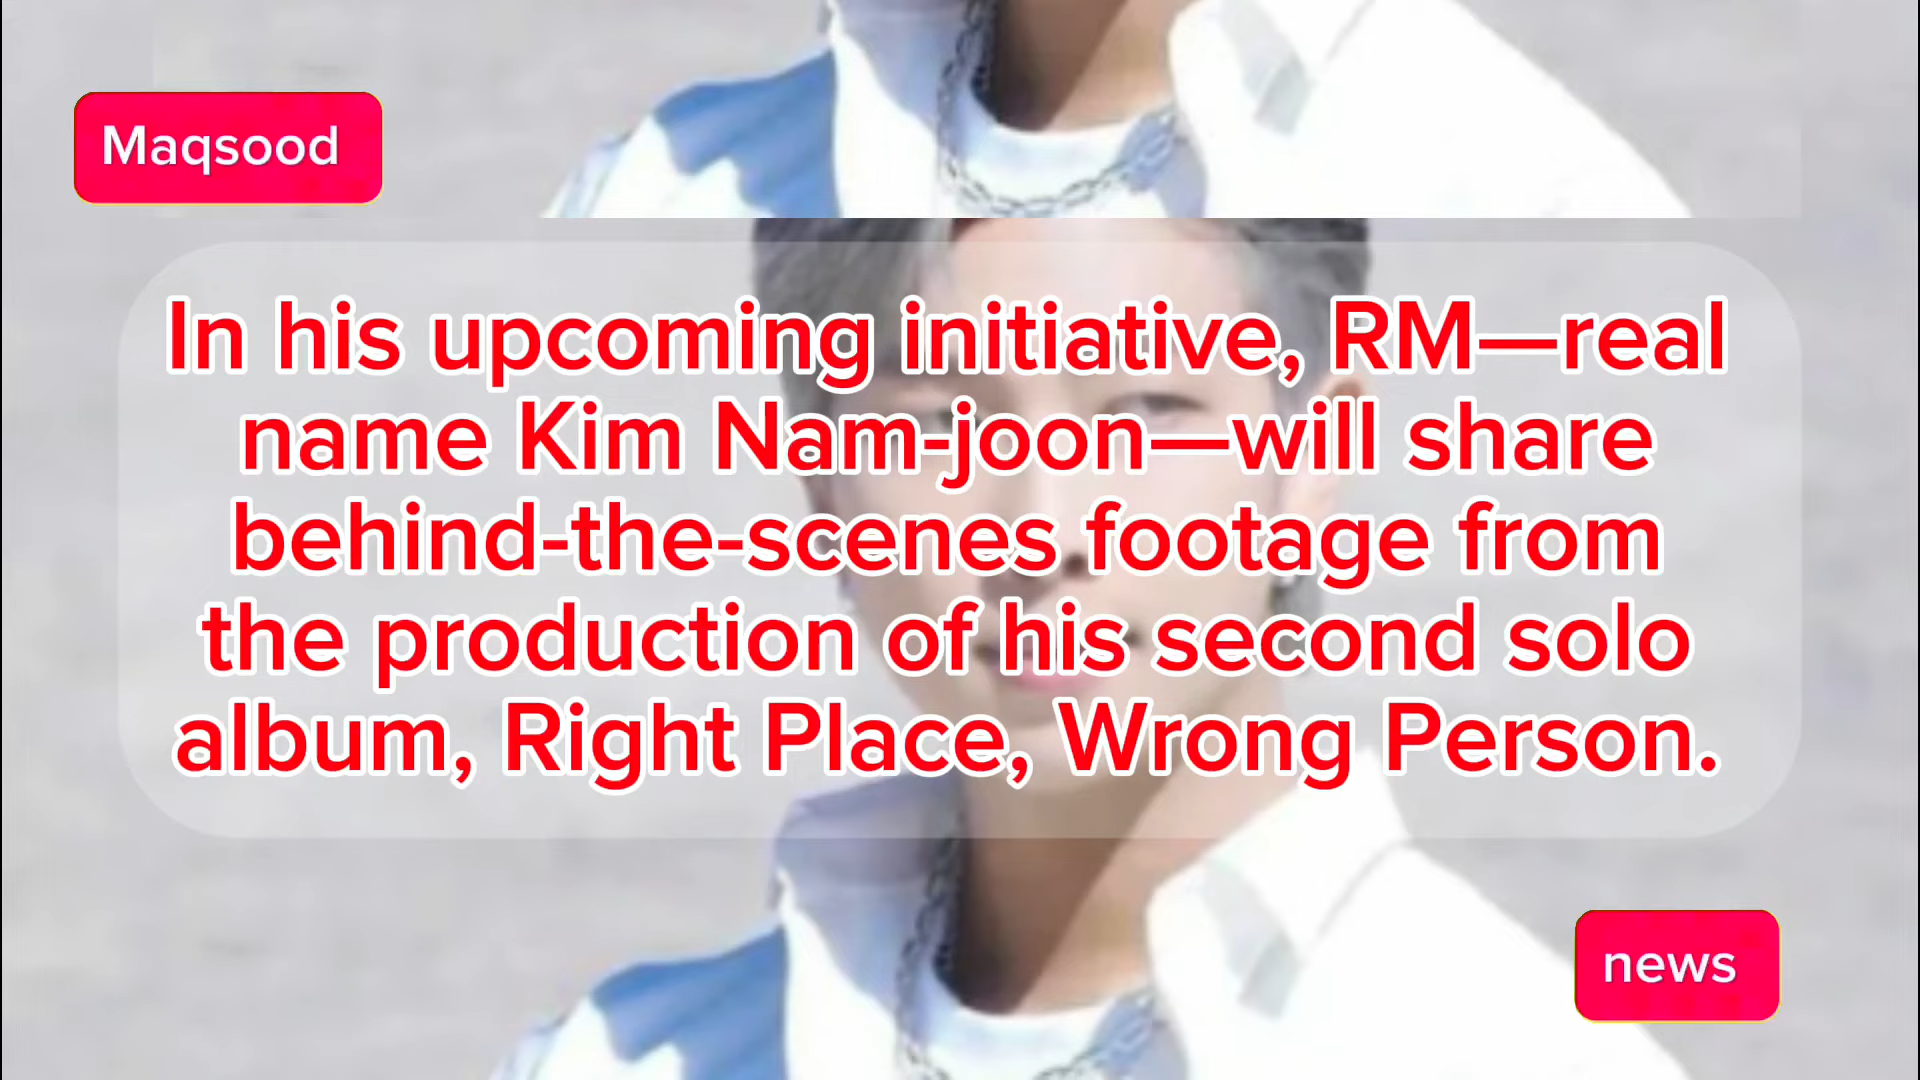 Maqsood
In his upcoming initiative, RM—real
name Kim Nam-joon—will share
behind-the-scenes footage from
the production of his second solo
album, Right Place, Wrong Person.
news